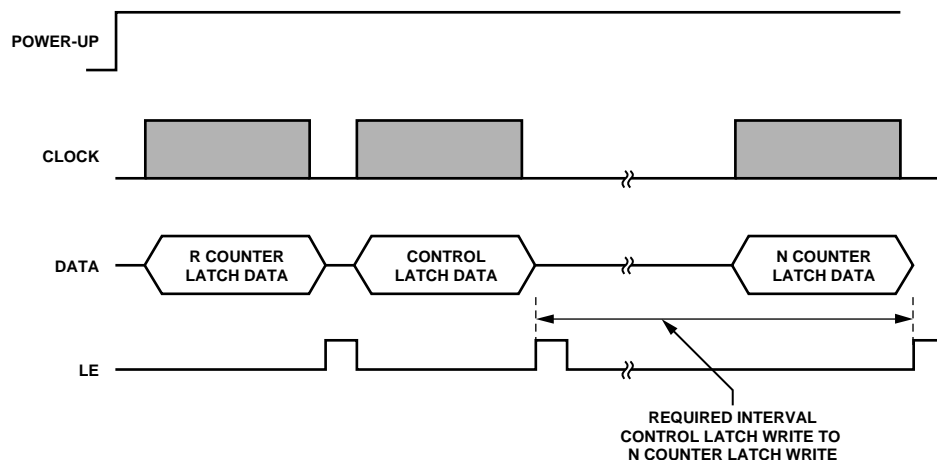 POWER-UP
CLOCK
DATA
R COUNTER
LATCH DATA
CONTROL
LATCH DATA
N COUNTER
LATCH DATA
LE
REQUIRED INTERVAL
CONTROL LATCH WRITE TO
N COUNTER LATCH WRITE